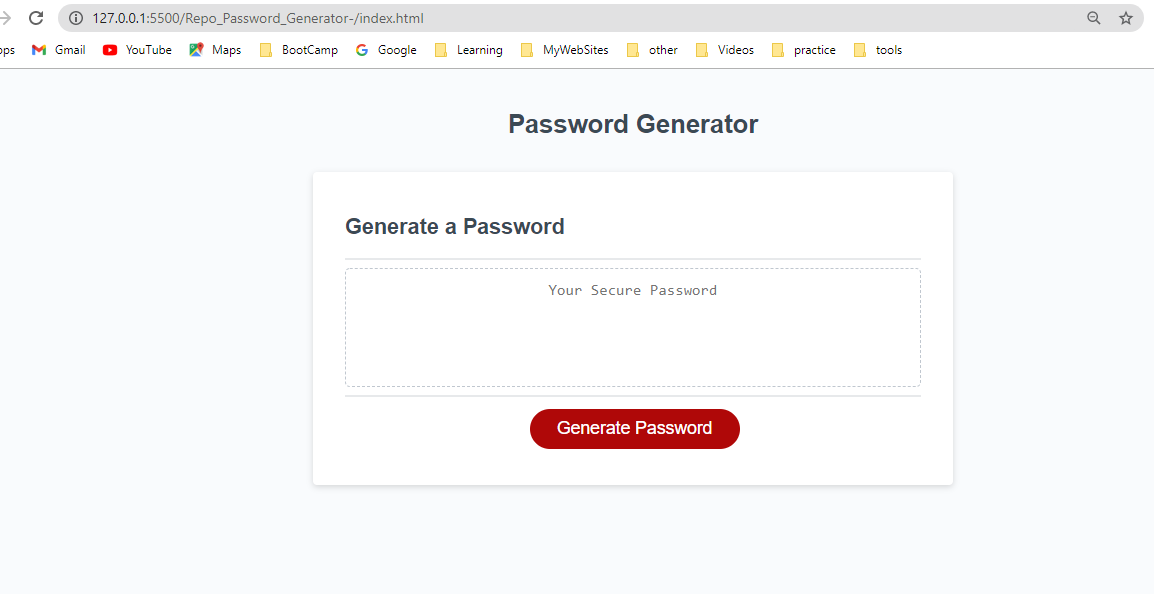 127.0.0.1:5500/Repo_Password_Generator-/index.html
Gmail YouTube Maps BootCamp Google Learning MyWebSites other Videos practice tools
Password Generator
Generate a Password
Your Secure Password
Generate Password